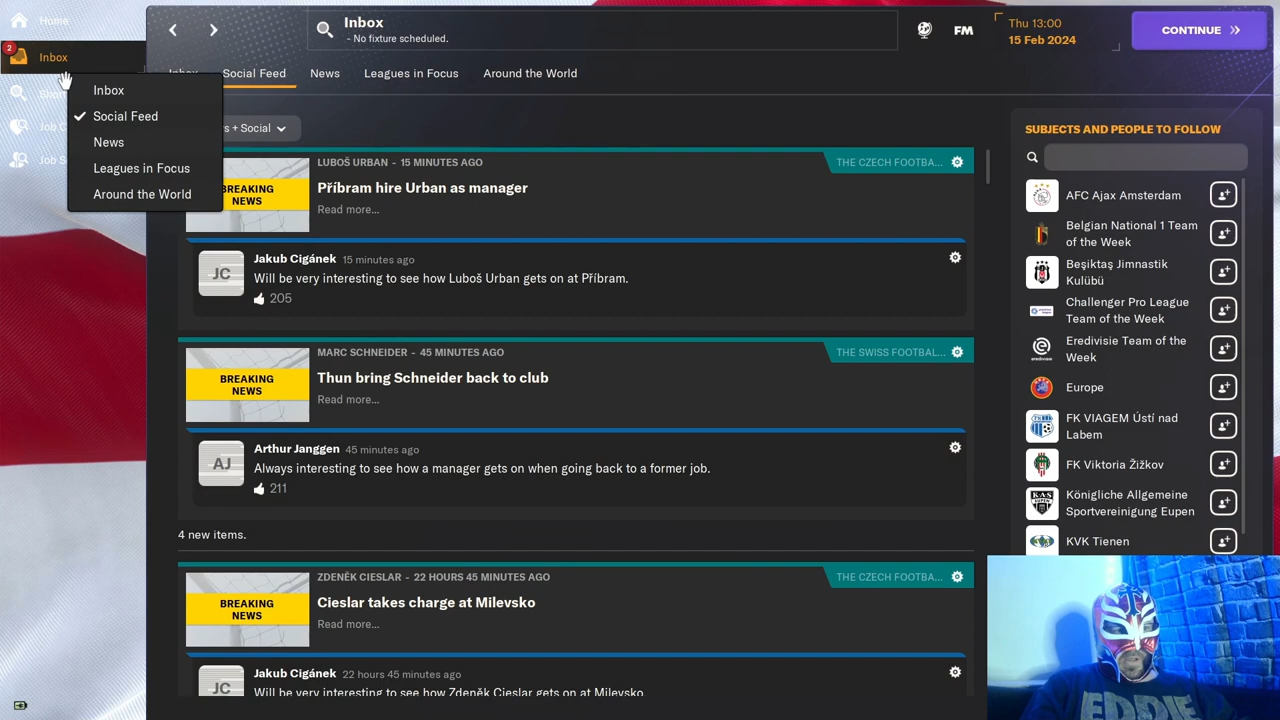 Home
Inbox
- No fixture scheduled.
FM
Thu 13:00
15 Feb 2024
CONTINUE
2
Inbox
Inbox
Social Feed
News
Leagues in Focus
Around the World
Inbox
Social Feed
News
Leagues in Focus
Around the World
+ Social
SUBJECTS AND PEOPLE TO FOLLOW
LUBOŠ URBAN - 15 MINUTES AGO
THE CZECH FOOTBA...
BREAKING
NEWS
Příbram hire Urban as manager
Read more...
JC
Jakub Cigánek 15 minutes ago
Will be very interesting to see how Luboš Urban gets on at Příbram.
205
MARC SCHNEIDER - 45 MINUTES AGO
THE SWISS FOOTBAL...
BREAKING
NEWS
Thun bring Schneider back to club
Read more...
AJ
Arthur Janggen 45 minutes ago
Always interesting to see how a manager gets on when going back to a former job.
211
4 new items.
ZDENĚK CIESLAR - 22 HOURS 45 MINUTES AGO
THE CZECH FOOTBA...
BREAKING
NEWS
Cieslar takes charge at Milevsko
Read more...
JC
Jakub Cigánek 22 hours 45 minutes ago
Will be very interesting to see how Zdeněk Cieslar gets on at Milevsko.
AFC Ajax Amsterdam
Belgian National 1 Team
of the Week
Beşiktaş Jimnastik
Kulübü
Challenger Pro League
Team of the Week
Eredivisie Team of the
Week
Europe
FK VIAGEM Ústí nad
Labem
FK Viktoria Žižkov
Königliche Allgemeine
Sportvereinigung Eupen
KVK Tienen
EDDIE